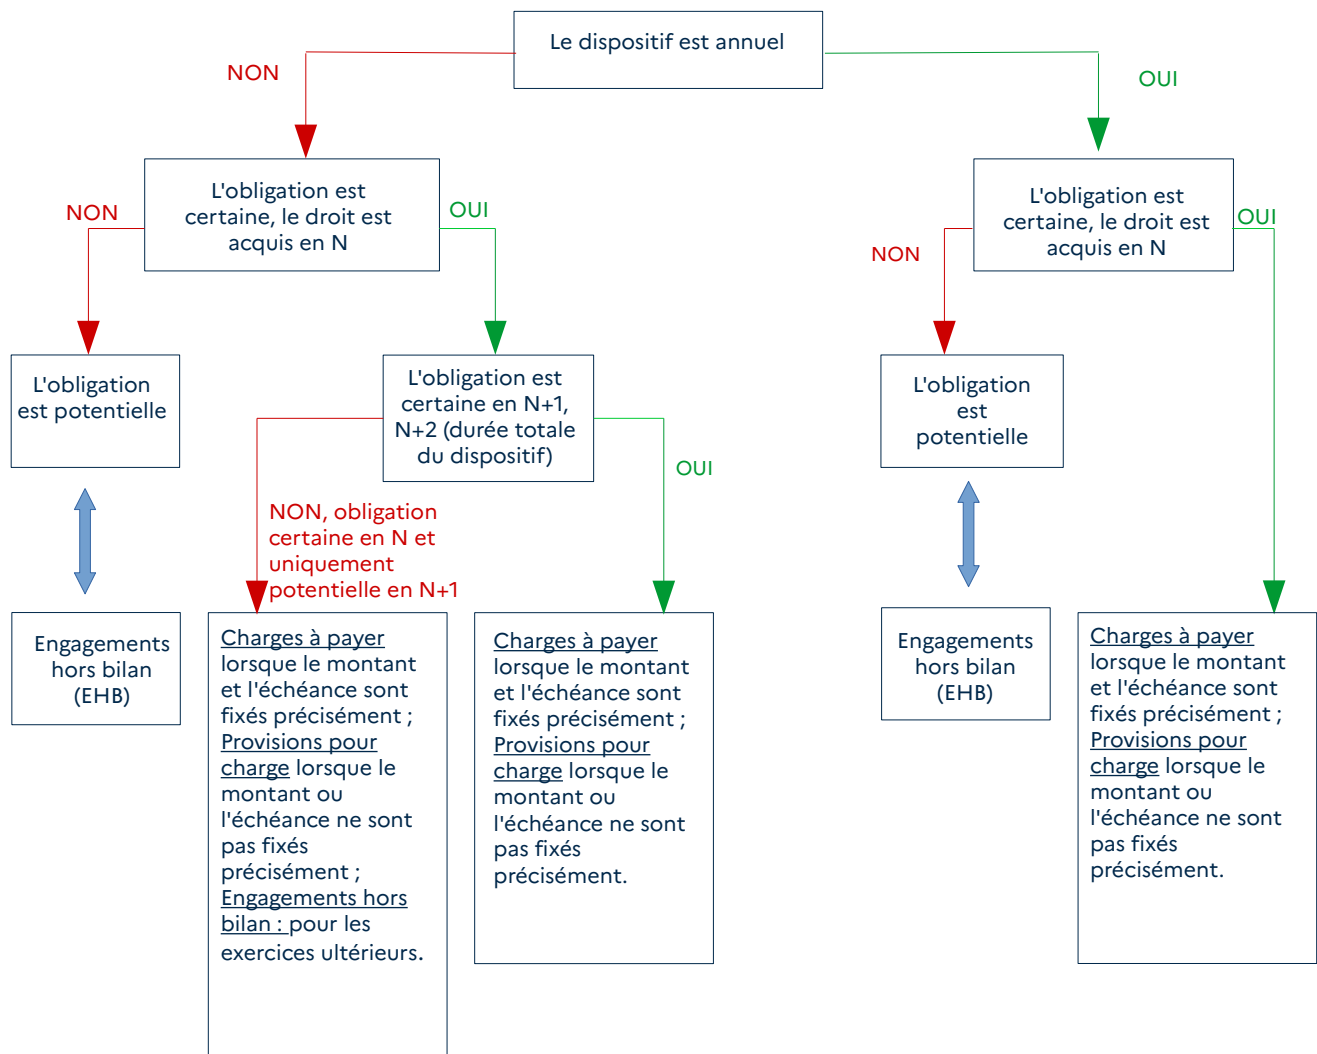 Le dispositif est annuel
NON
OUI
L'obligation est
certaine, le droit est
acquis en N
L'obligation est
certaine, le droit est
acquis en N
NON
OUI
NON
OUI
L'obligation
est potentielle
L'obligation est
certaine en N+1,
N+2 (durée totale
du dispositif)
L'obligation
est
potentielle
NON, obligation
certaine en N et
uniquement
potentielle en N+1
OUI
Engagements
hors bilan
(EHB)
Charges à payer
lorsque le montant
et l'échéance sont
fixés précisément ;
Provisions pour
charge lorsque le
montant ou
l'échéance ne sont
pas fixés
précisément ;
Engagements hors
bilan : pour les
exercices ultérieurs.
Charges à payer
lorsque le montant
et l'échéance sont
fixés précisément ;
Provisions pour
charge lorsque le
montant ou
l'échéance ne sont
pas fixés
précisément.
Engagements
hors bilan
(EHB)
Charges à payer
lorsque le montant
et l'échéance sont
fixés précisément ;
Provisions pour
charge lorsque le
montant ou
l'échéance ne sont
pas fixés
précisément.